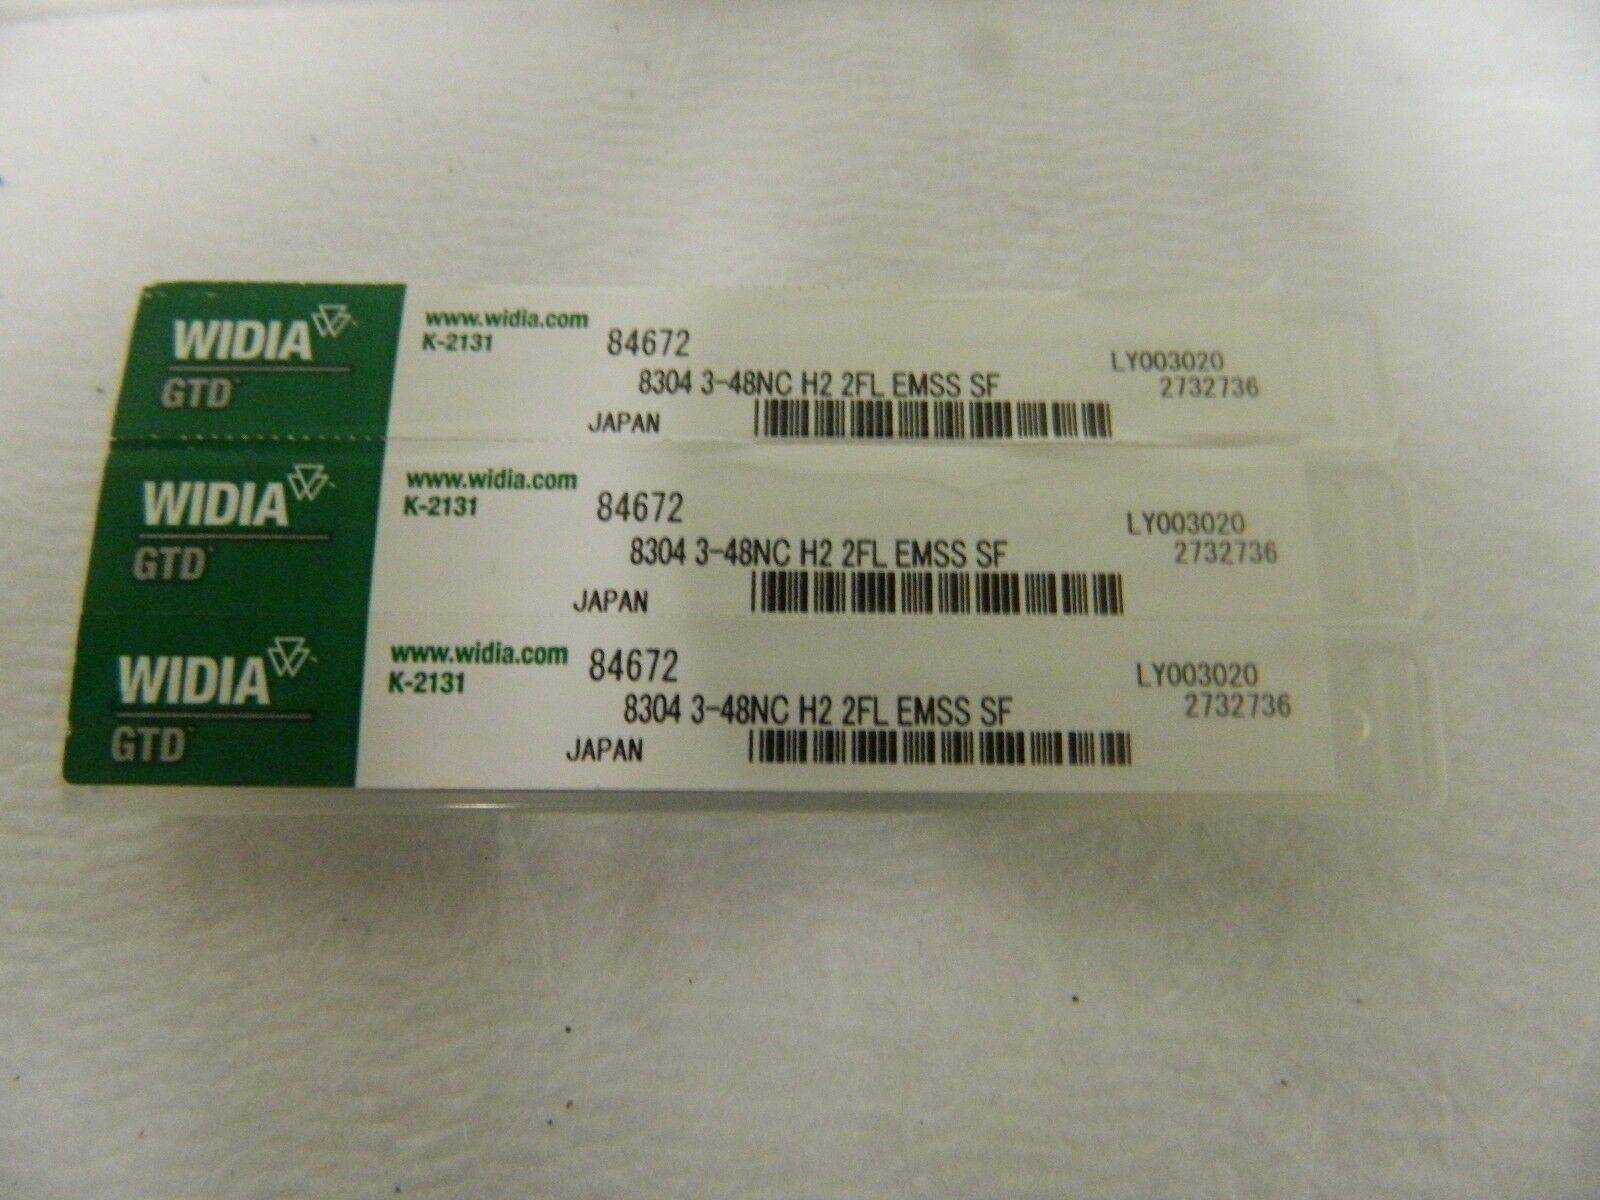 WIDIA
GTD
www.widia.com
K-2131
84672
8304 3-48NC H2 2FL EMSS SF
JAPAN
LY003020
2732736
WIDIA
GTD
www.widia.com
K-2131
84672
8304 3-48NC H2 2FL EMSS SF
JAPAN
LY003020
2732736
WIDIA
GTD
www.widia.com
K-2131
84672
8304 3-48NC H2 2FL EMSS SF
JAPAN
LY003020
2732736